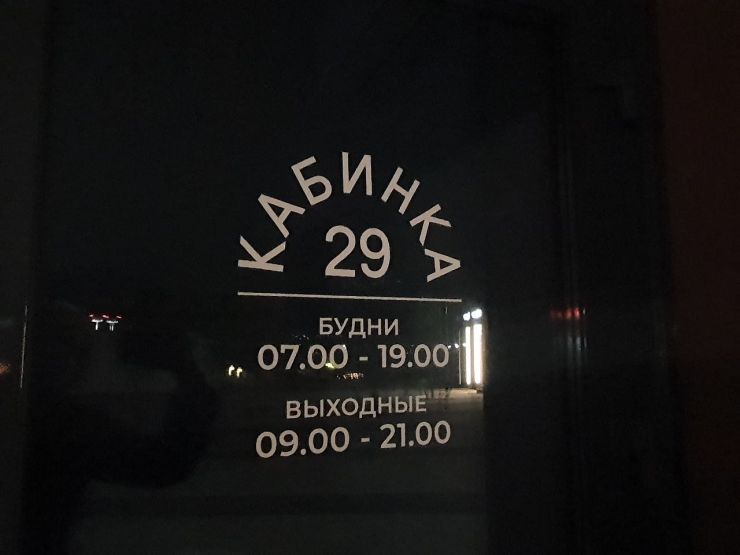 КАБИНКА
29
БУДНИ
07.00 - 19.00
ВЫХОДНЫЕ
09.00 - 21.00